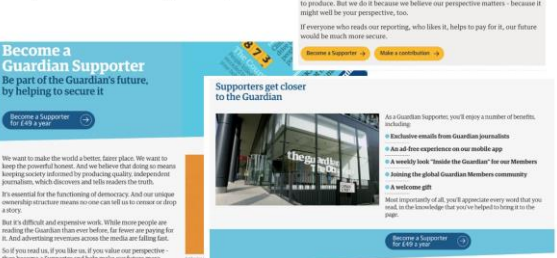 to produce. But we do it because we believe our perspective matters - because it
might well be your perspective, too.
If everyone who reads our reporting, who likes it, helps to pay for it, our future
would be much more secure.
Become a Supporter
Make a contribution
Become a
Guardian Supporter
Be part of the Guardian's future,
by helping to secure it
Become a Supporter
for £49 a year
We want to make the world a better, fairer place. We want to
keep the powerful honest. And we believe that doing so means
keeping society informed by producing quality, independent
journalism, which discovers and tells readers the truth.
It's essential for the functioning of democracy. And our unique
ownership structure means no one can tell us to censor or drop
a story.
But it's difficult and expensive work. While more people are
reading the Guardian than ever before, far fewer are paying for
it. And advertising revenues across the media are falling fast.
So if you read us, if you like us, if you value our perspective -
Supporters get closer
to the Guardian
theguardian
As a Guardian Supporter, you'll enjoy a number of benefits,
including:
Exclusive emails from Guardian journalists
An ad-free experience on our mobile app
A weekly look "Inside the Guardian" for our Members
Joining the global Guardian Members community
A welcome gift
Most importantly of all, you'll appreciate every word that you
read, in the knowledge that you've helped to bring it to the
page.
Become a Supporter
for £49 a year